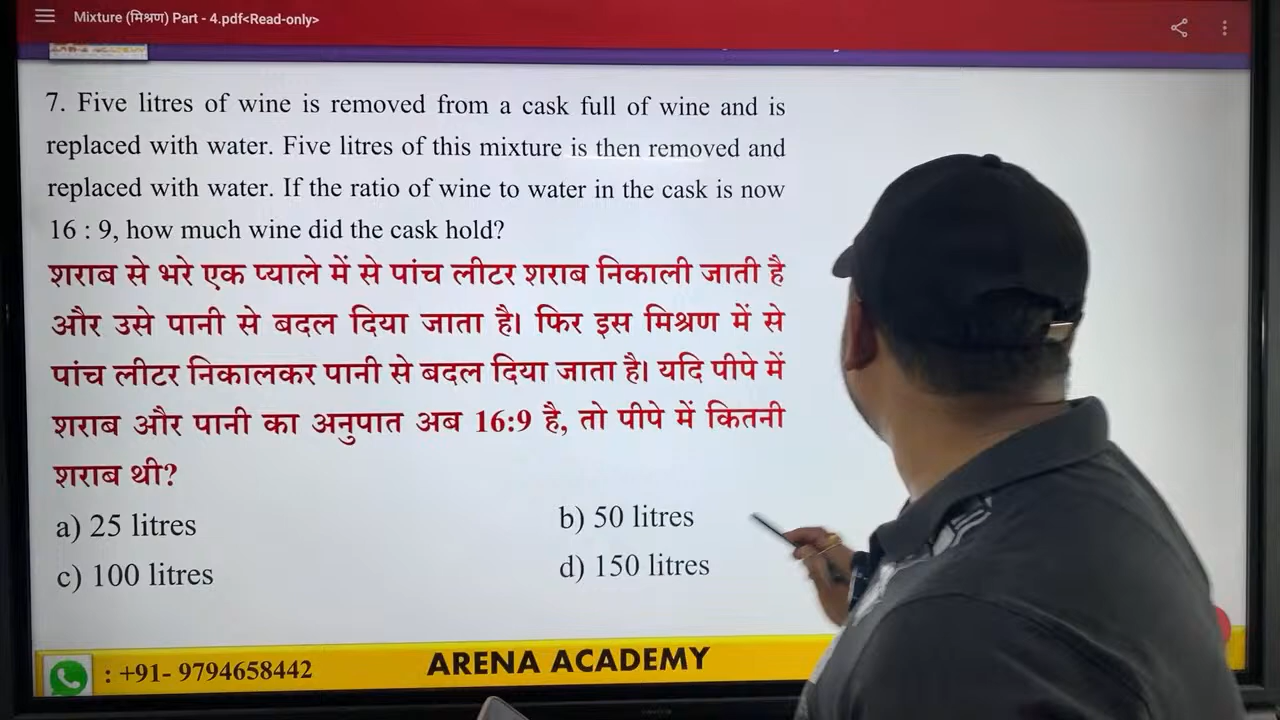 Mixture (मिश्रण) Part - 4.pdf<Read-only>
7. Five litres of wine is removed from a cask full of wine and is
replaced with water. Five litres of this mixture is then removed and
replaced with water. If the ratio of wine to water in the cask is now
16 : 9, how much wine did the cask hold?
शराब से भरे एक प्याले में से पांच लीटर शराब निकाली जाती है
और उसे पानी से बदल दिया जाता है। फिर इस मिश्रण में से
पांच लीटर निकालकर पानी से बदल दिया जाता है। यदि पीपे में
शराब और पानी का अनुपात अब 16:9 है, तो पीपे में कितनी
शराब थी?
a) 25 litres
b) 50 litres
c) 100 litres
d) 150 litres
: +91- 9794658442
ARENA ACADEMY